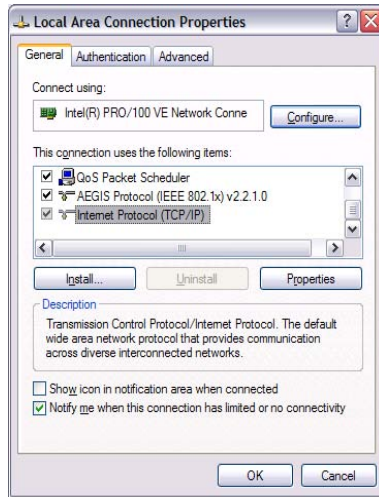 Local Area Connection Properties
General Authentication Advanced
Connect using:
Intel(R) PRO/100 VE Network Conne Configure...
This connection uses the following items:
QoS Packet Scheduler
AEGIS Protocol (IEEE 802.1x) v2.2.1.0
Internet Protocol (TCP/IP)
Install... Uninstall Properties
Description
Transmission Control Protocol/Internet Protocol. The default
wide area network protocol that provides communication
across diverse interconnected networks.
Show icon in notification area when connected
Notify me when this connection has limited or no connectivity
OK Cancel